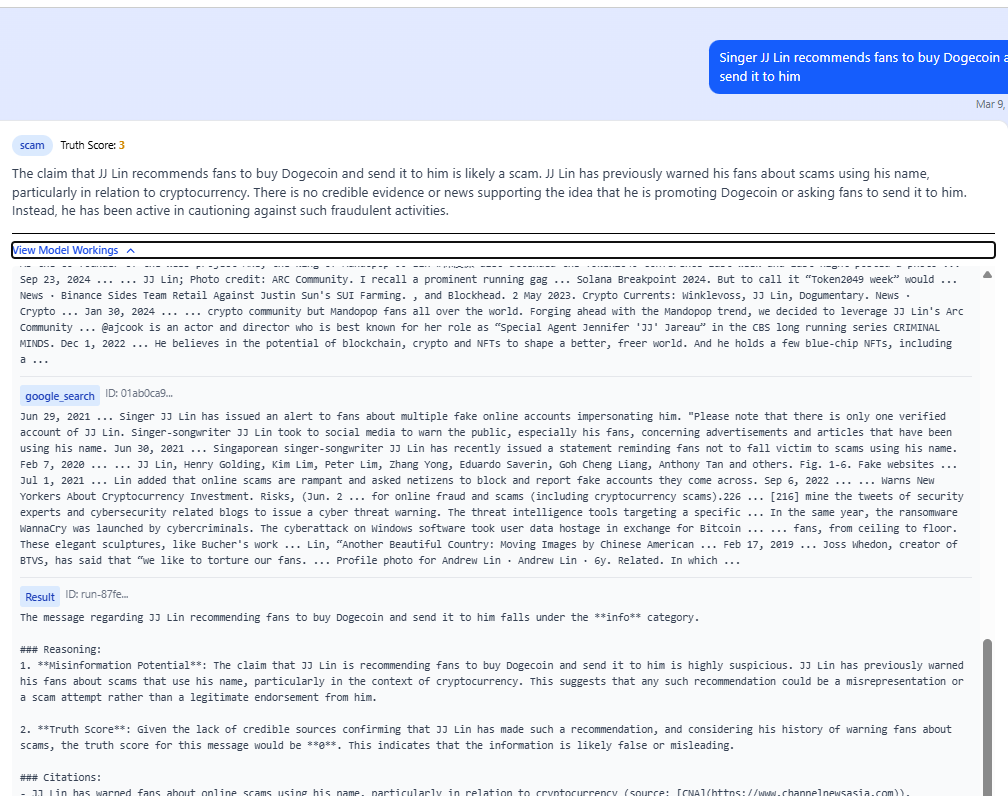 Singer JJ Lin recommends fans to buy Dogecoin a
send it to him
Mar 9,
scam Truth Score: 3
The claim that JJ Lin recommends fans to buy Dogecoin and send it to him is likely a scam. JJ Lin has previously warned his fans about scams using his name,
particularly in relation to cryptocurrency. There is no credible evidence or news supporting the idea that he is promoting Dogecoin or asking fans to send it to him.
Instead, he has been active in cautioning against such fraudulent activities.
View Model Workings
Sep 23, 2024 ... ... JJ Lin; Photo credit: ARC Community. I recall a prominent running gag ... Solana Breakpoint 2024. But to call it “Token2049 week” would ...
News · Binance Sides Team Retail Against Justin Sun's SUI Farming. , and Blockhead. 2 May 2023. Crypto Currents: Winklevoss, JJ Lin, Dogumentary. News ·
Crypto ... Jan 30, 2024 ... ... crypto community but Mandopop fans all over the world. Forging ahead with the Mandopop trend, we decided to leverage JJ Lin's Arc
Community ... @ajcook is an actor and director who is best known for her role as “Special Agent Jennifer 'JJ' Jareau” in the CBS long running series CRIMINAL
MINDS. Dec 1, 2022 ... He believes in the potential of blockchain, crypto and NFTs to shape a better, freer world. And he holds a few blue-chip NFTs, including
a ...
google_search ID: 01ab0ca9...
Jun 29, 2021 ... Singer JJ Lin has issued an alert to fans about multiple fake online accounts impersonating him. "Please note that there is only one verified
account of JJ Lin. Singer-songwriter JJ Lin took to social media to warn the public, especially his fans, concerning advertisements and articles that have been
using his name. Jun 30, 2021 ... Singaporean singer-songwriter JJ Lin has recently issued a statement reminding fans not to fall victim to scams using his name.
Feb 7, 2020 ... ... JJ Lin, Henry Golding, Kim Lim, Peter Lim, Zhang Yong, Eduardo Saverin, Goh Cheng Liang, Anthony Tan and others. Fig. 1-6. Fake websites ...
Jul 1, 2021 ... Lin added that online scams are rampant and asked netizens to block and report fake accounts they come across. Sep 6, 2022 ... ... Warns New
Yorkers About Cryptocurrency Investment. Risks, (Jun. 2 ... for online fraud and scams (including cryptocurrency scams).226 ... [216] mine the tweets of security
experts and cybersecurity related blogs to issue a cyber threat warning. The threat intelligence tools targeting a specific ... In the same year, the ransomware
WannaCry was launched by cybercriminals. The cyberattack on Windows software took user data hostage in exchange for Bitcoin ... ... fans, from ceiling to floor.
These elegant sculptures, like Bucher's work ... Lin, “Another Beautiful Country: Moving Images by Chinese American ... Feb 17, 2019 ... Joss Whedon, creator of
BTVS, has said that “we like to torture our fans. ... Profile photo for Andrew Lin · Andrew Lin · 6y. Related. In which ...
Result ID: run-87fe...
The message regarding JJ Lin recommending fans to buy Dogecoin and send it to him falls under the **info** category.
### Reasoning:
1. **Misinformation Potential**: The claim that JJ Lin is recommending fans to buy Dogecoin and send it to him is highly suspicious. JJ Lin has previously warned
his fans about scams that use his name, particularly in the context of cryptocurrency. This suggests that any such recommendation could be a misrepresentation or
a scam attempt rather than a legitimate endorsement from him.
2. **Truth Score**: Given the lack of credible sources confirming that JJ Lin has made such a recommendation, and considering his history of warning fans about
scams, the truth score for this message would be **0**. This indicates that the information is likely false or misleading.
### Citations:
- JJ Lin has warned fans about online scams using his name, particularly in relation to cryptocurrency (source: [CNA](https://www.channelnewsasia.com)).